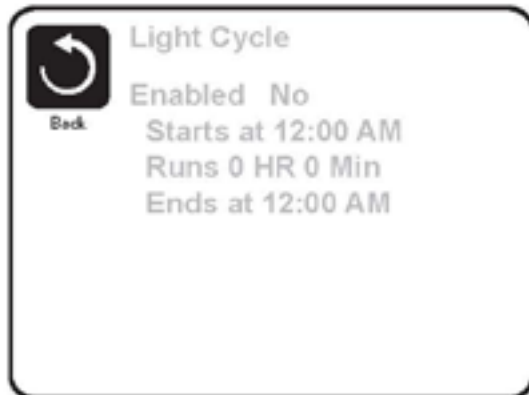 Light Cycle
Enabled No
Back
Starts at 12:00 AM
Runs 0 HR 0 Min
Ends at 12:00 AM